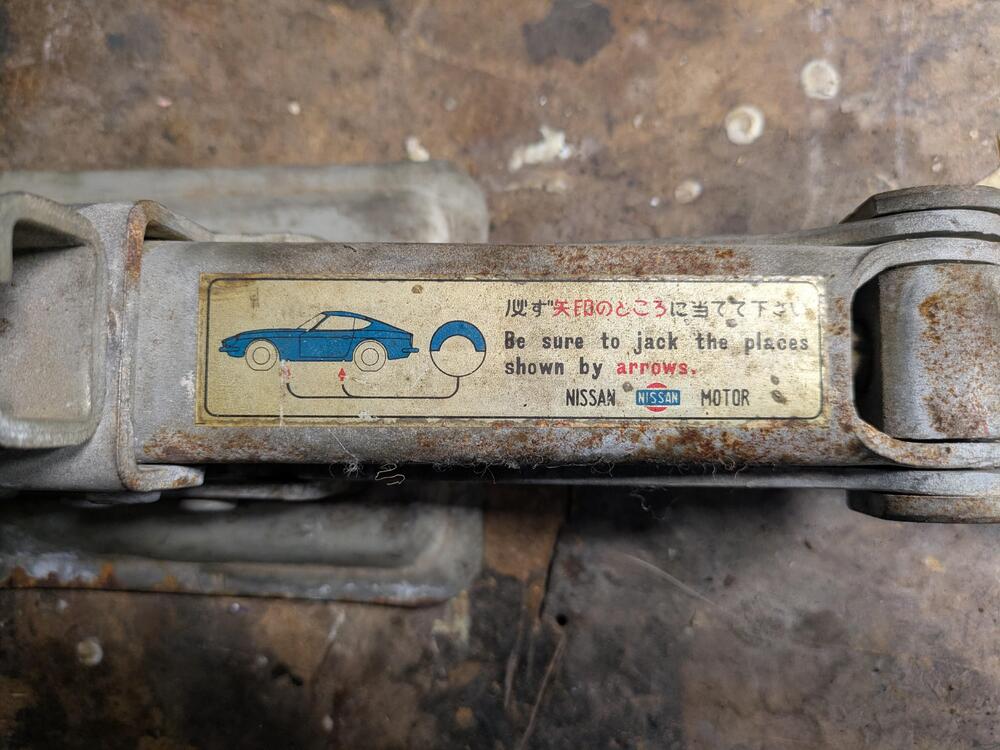 必ず矢印のところに当てて下さい
Be sure to jack the places
shown by arrows.
NISSAN NISSAN MOTOR